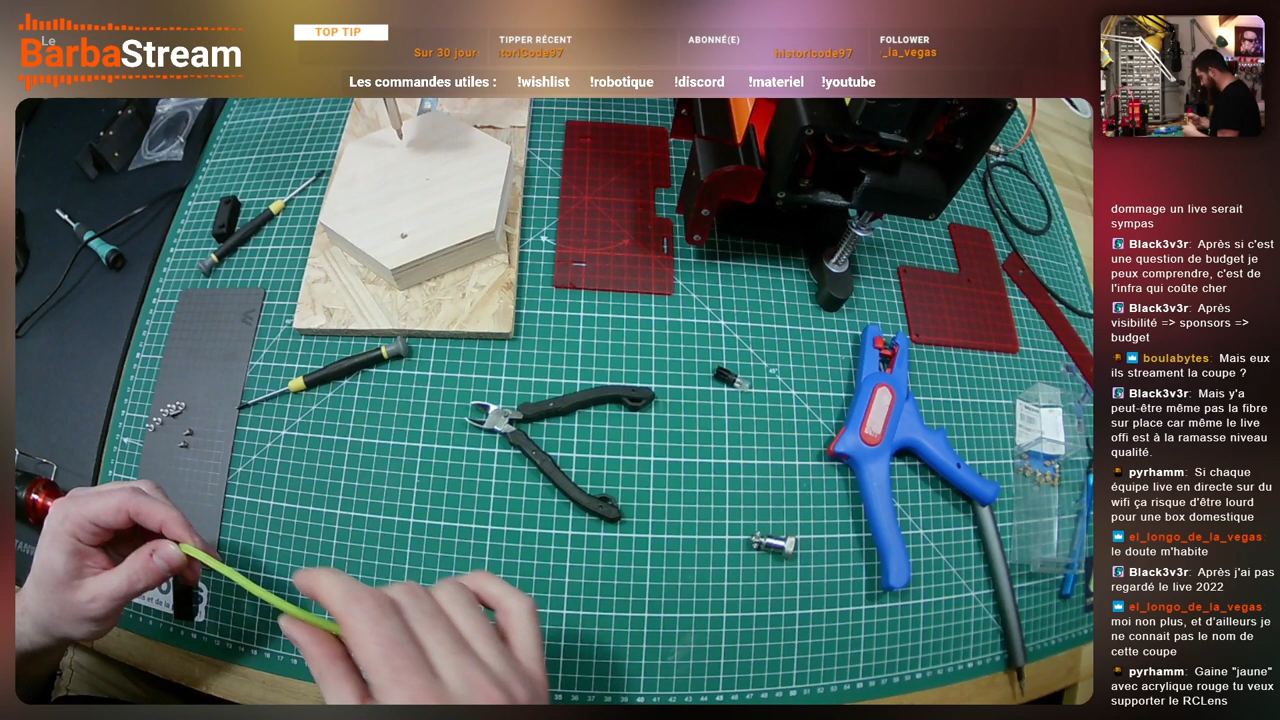 Le
BarbaStream
TOP TIP
Sur 30 jour
TIPPER RÉCENT
toriCode97
ABONNÉ(E)
historicode97
FOLLOWER
_la_vegas
Les commandes utiles : !wishlist !robotique !discord !materiel !youtube
dommage un live serait
sympas
Black3v3r: Après si c'est
une question de budget je
peux comprendre, c'est de
l'infra qui coûte cher
Black3v3r: Après
visibilité => sponsors =>
budget
boulabytes: Mais eux
ils streament la coupe ?
Black3v3r: Mais y'a
peut-être même pas la fibre
sur place car même le live
offi est à la ramasse niveau
qualité.
pyrhamm: Si chaque
équipe live en directe sur du
wifi ça risque d'être lourd
pour une box domestique
el_longo_de_la_vegas:
le doute m'habite
Black3v3r: Après j'ai pas
regardé le live 2022
el_longo_de_la_vegas:
moi non plus, et d'ailleurs je
ne connait pas le nom de
cette coupe
pyrhamm: Gaine "jaune"
avec acrylique rouge tu veux
supporter le RCLens